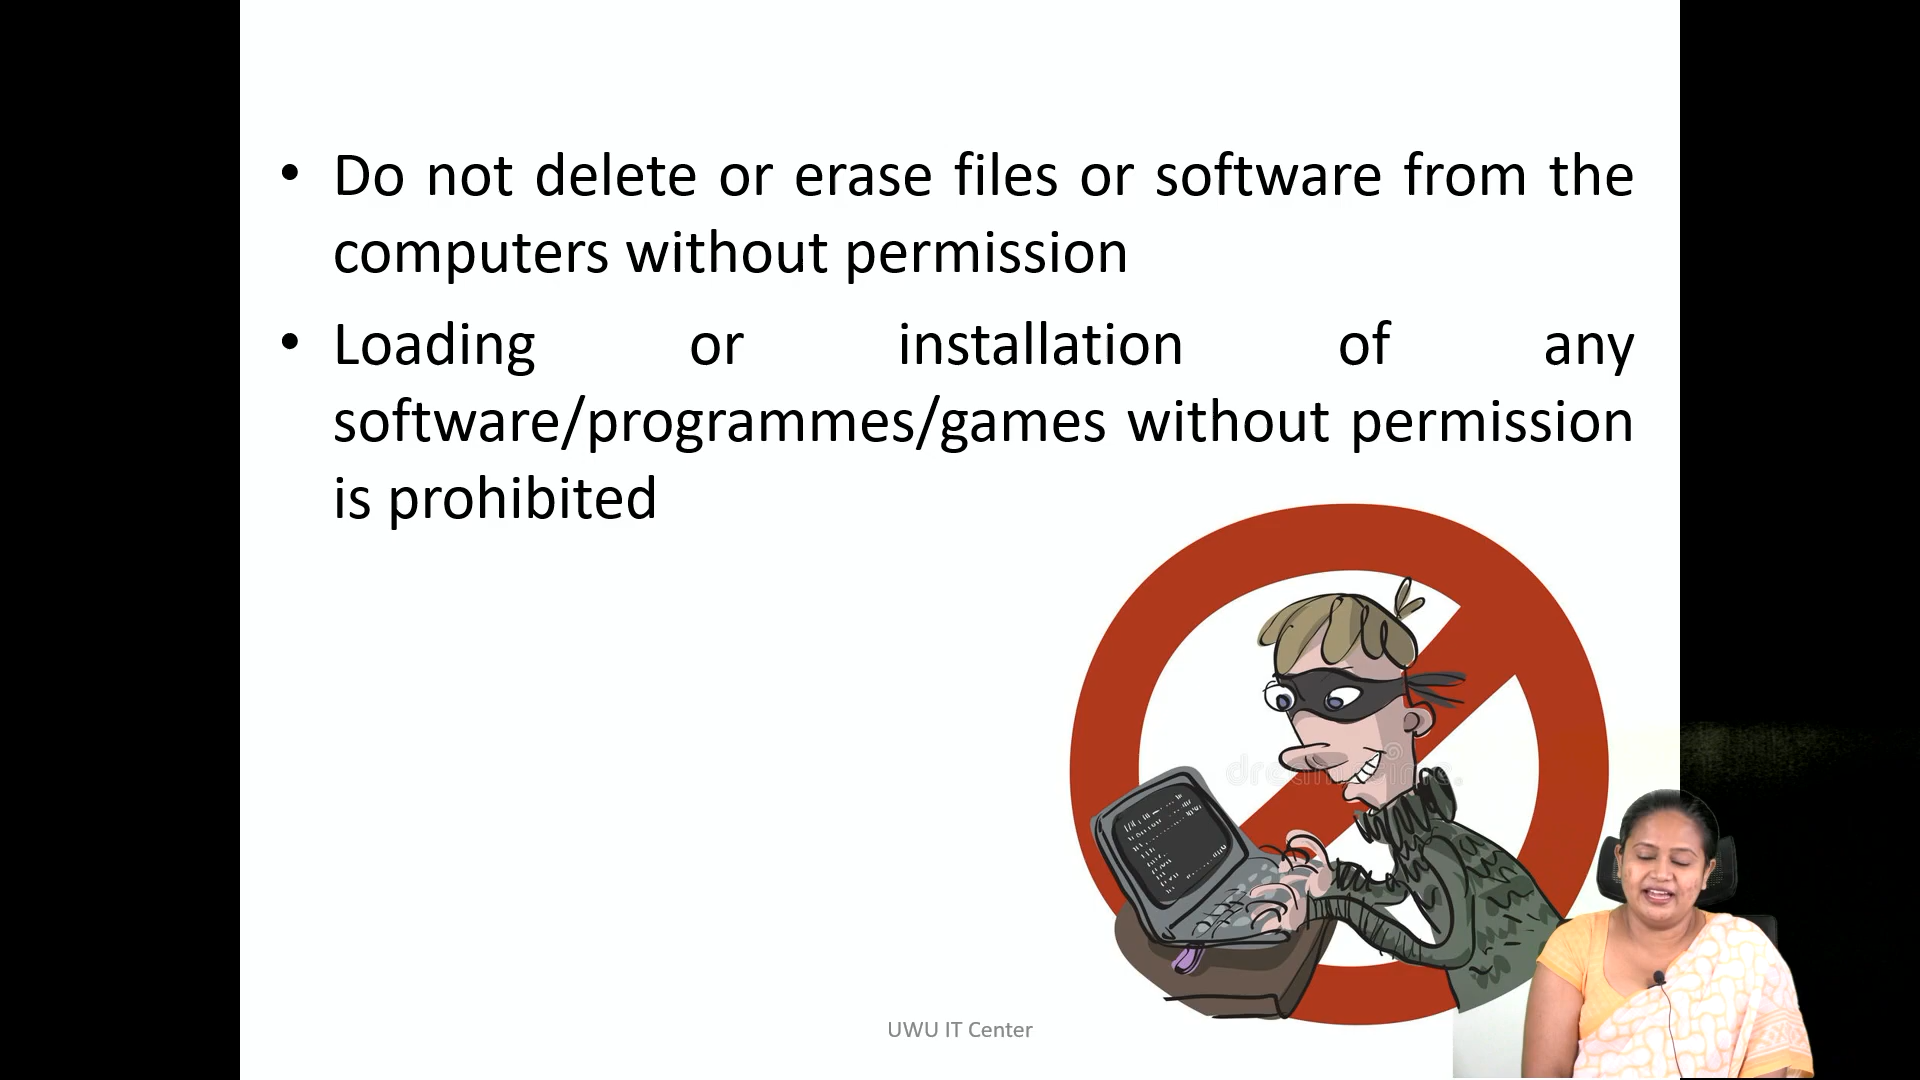 • Do not delete or erase files or software from the
computers without permission
• Loading or installation of any
software/programmes/games without permission
is prohibited
UWU IT Center